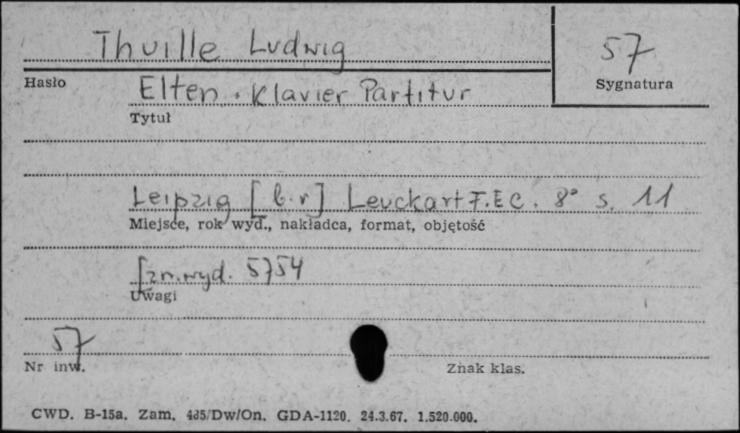 Thuille Ludwig
57
Hasło
Sygnatura
Elfen. Klavier Partitur
Tytuł
Leipzig [b.r] Leuckart F.E C. 8° s. 11
Miejsce, rok wyd., nakładca, format, objętość
[zn. wyd. 5754
Uwagi
57
Nr inw.
Znak klas.
CWD. B-15a. Zam. 485/Dw/On. GDA-1120. 24.3.67. 1.520.000.